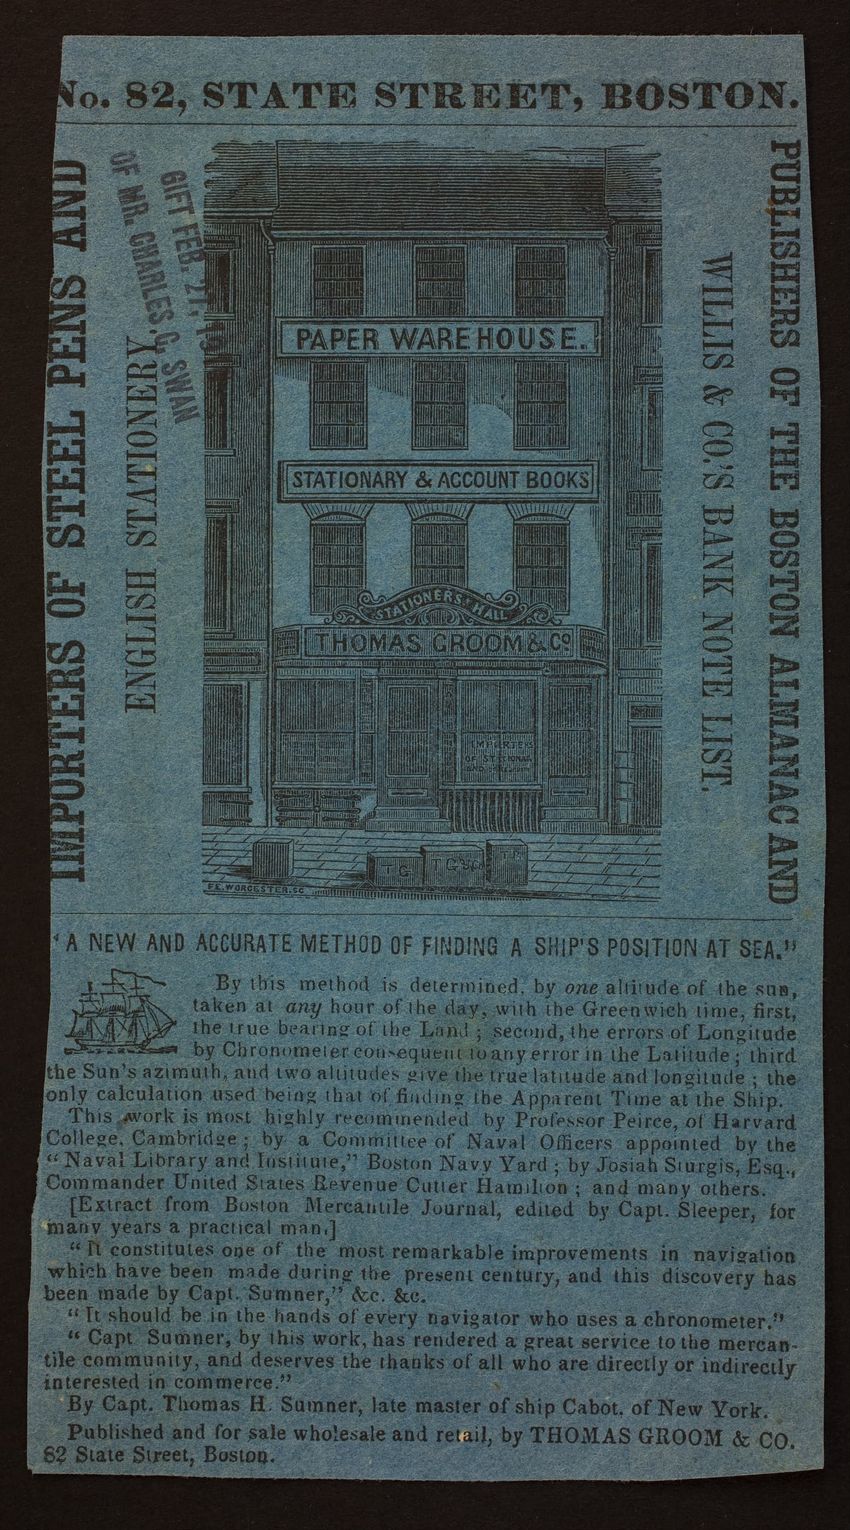 No. 82, STATE STREET, BOSTON.
IMPORTERS OF STEEL PENS AND
ENGLISH STATIONERY
GIFT FEB. 27, 19
OF MR. CHARLES G. SWAN
PAPER WAREHOUSE.
STATIONARY & ACCOUNT BOOKS
STATIONERS' HALL
THOMAS GROOM & Co
IMPORTERS
OF STATIONA
AND
TG
TG & Co
F.E. WORCESTER. SC
PUBLISHERS OF THE BOSTON ALMANAC AND
WILLIS & CO.'S BANK NOTE LIST.
"A NEW AND ACCURATE METHOD OF FINDING A SHIP'S POSITION AT SEA."
By this method is determined, by one altitude of the sun,
taken at any hour of the day, with the Greenwich time, first,
the true bearing of the Land; second, the errors of Longitude
by Chronometer consequent to any error in the Latitude; third
the Sun's azimuth, and two altitudes give the true latitude and longitude; the
only calculation used being that of finding the Apparent Time at the Ship.
This work is most highly recommended by Professor Peirce, of Harvard
College, Cambridge; by a Committee of Naval Officers appointed by the
"Naval Library and Institute," Boston Navy Yard; by Josiah Sturgis, Esq.,
Commander United States Revenue Cutter Hamilton; and many others.
[Extract from Boston Mercantile Journal, edited by Capt. Sleeper, for
many years a practical man.]
"It constitutes one of the most remarkable improvements in navigation
which have been made during the present century, and this discovery has
been made by Capt. Sumner," &c. &c.
"It should be in the hands of every navigator who uses a chronometer."
"Capt Sumner, by this work, has rendered a great service to the mercan-
tile community, and deserves the thanks of all who are directly or indirectly
interested in commerce."
By Capt. Thomas H. Sumner, late master of ship Cabot, of New York.
Published and for sale wholesale and retail, by THOMAS GROOM & CO.
82 State Street, Boston.